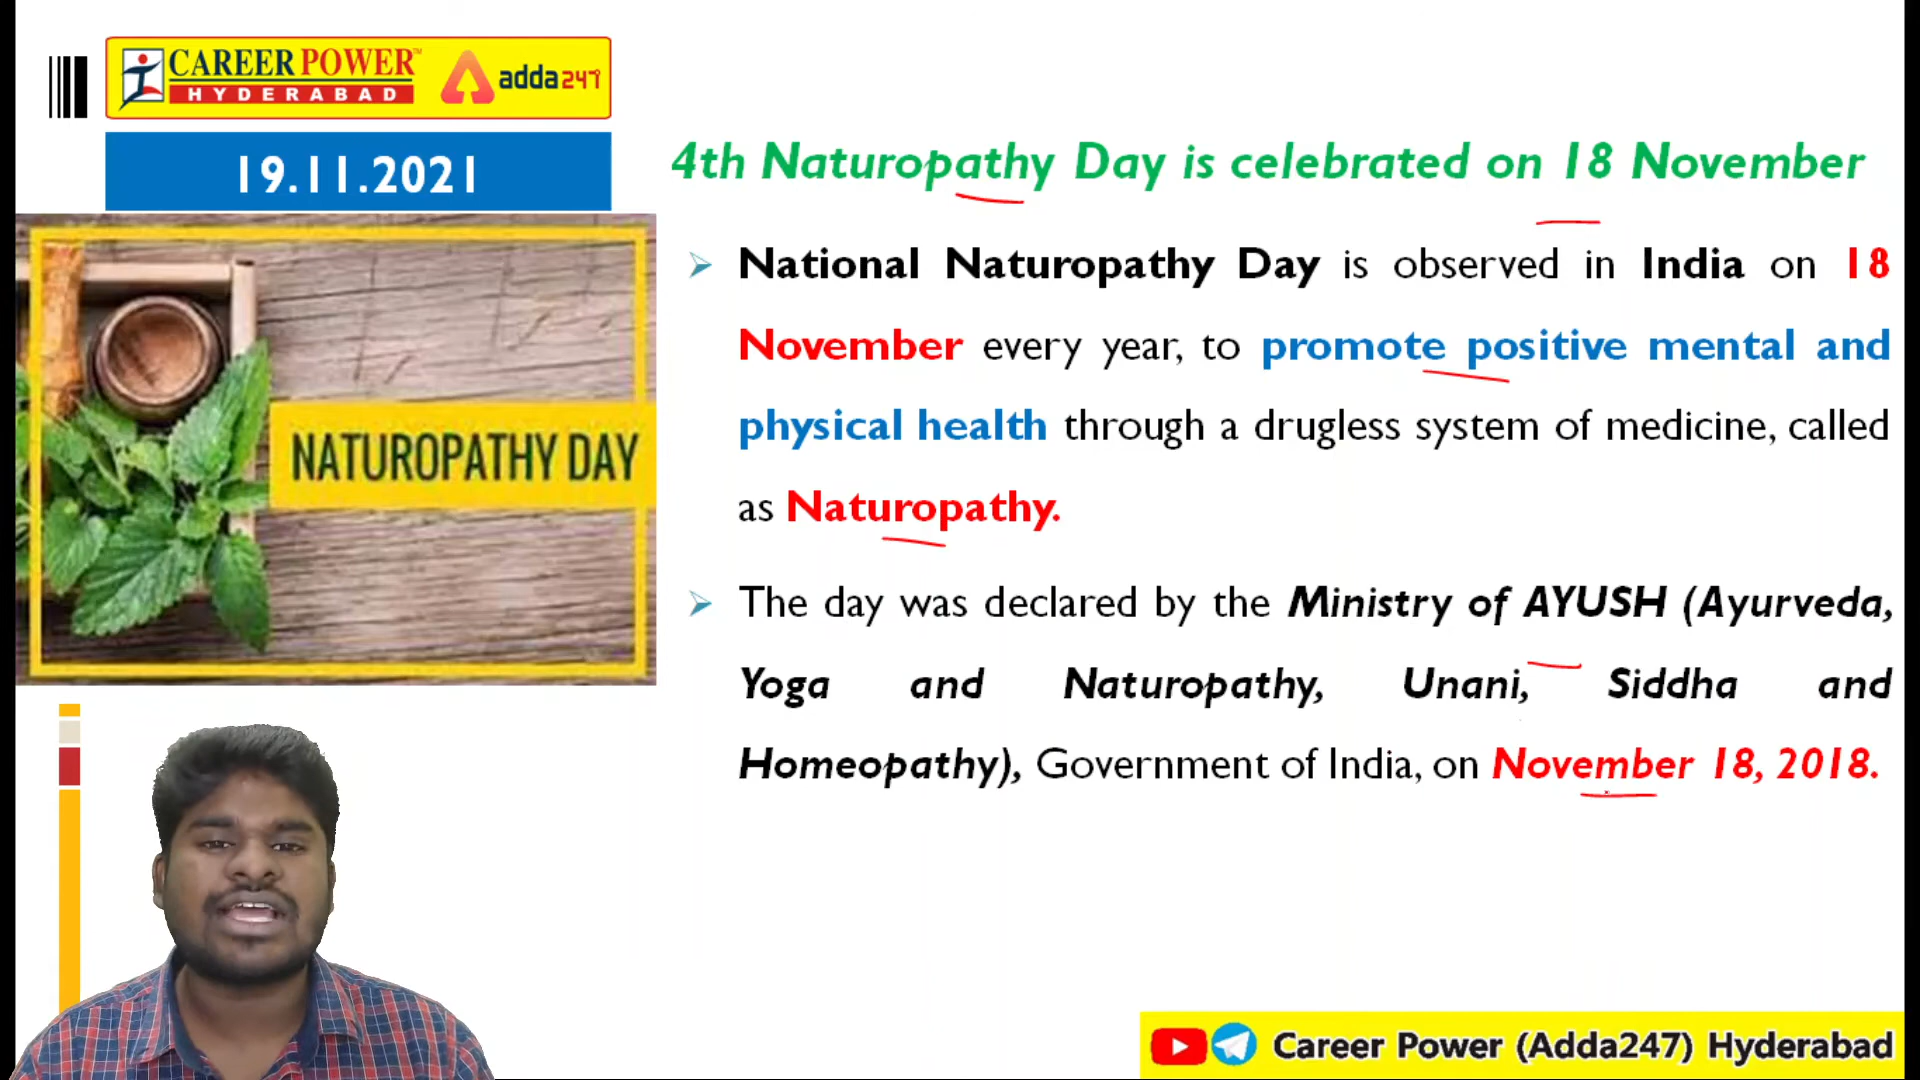 CAREER POWER™
HYDERABAD
adda247
19.11.2021
NATUROPATHY DAY
4th Naturopathy Day is celebrated on 18 November
National Naturopathy Day is observed in India on 18
November every year, to promote positive mental and
physical health through a drugless system of medicine, called
as Naturopathy.
The day was declared by the Ministry of AYUSH (Ayurveda,
Yoga and Naturopathy, Unani, Siddha and
Homeopathy), Government of India, on November 18, 2018.
Career Power (Adda247) Hyderabad